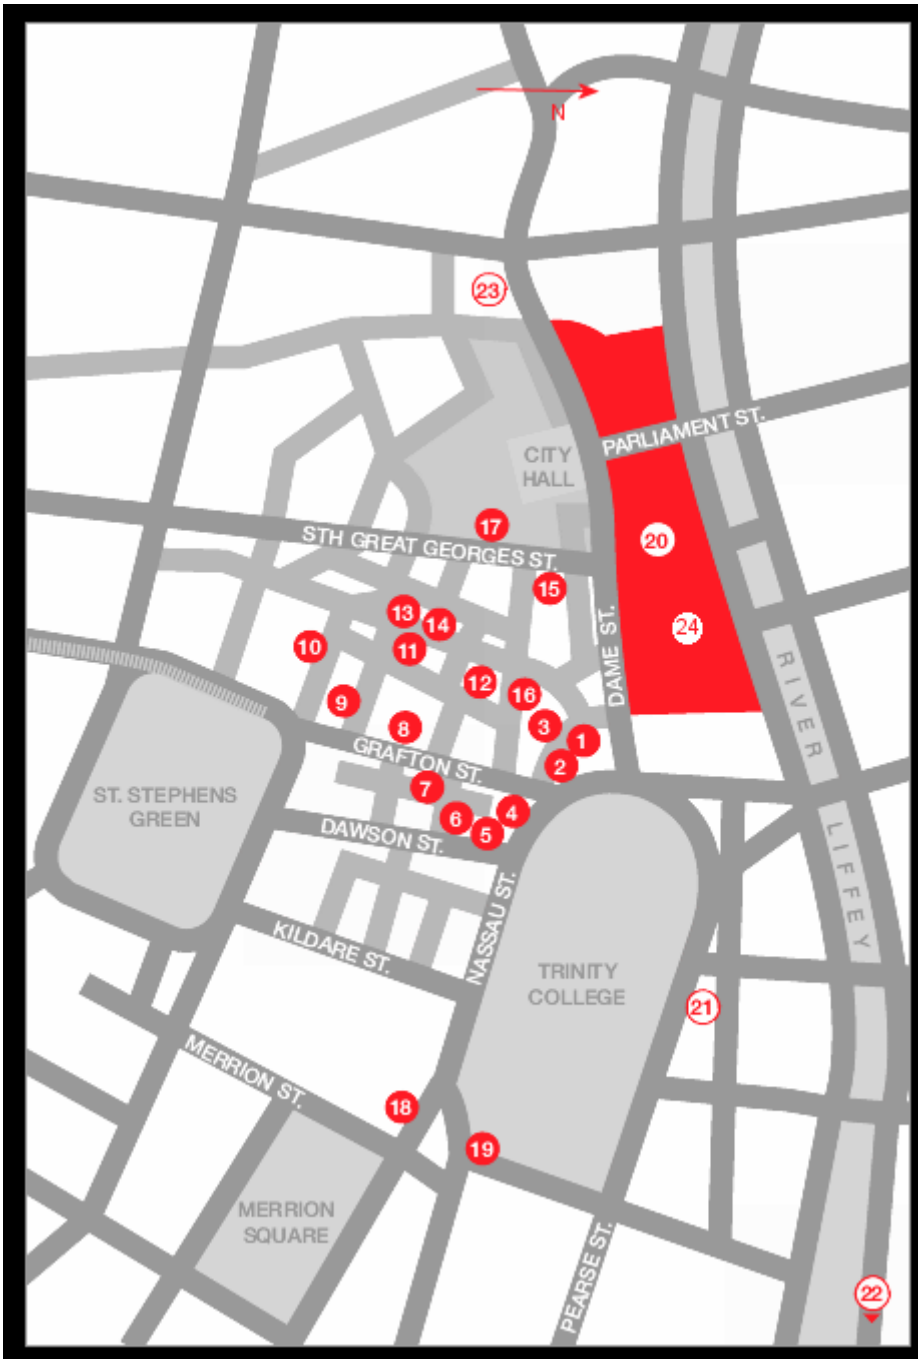 N
23
PARLIAMENT ST.
CITY
HALL
17
20
STH GREAT GEORGES ST.
15
13
14
24
10
11
DAME ST.
RIVER
12
16
9
8
3
1
GRAFTON ST.
2
7
ST. STEPHENS
GREEN
6
4
5
DAWSON ST.
LIFFEY
NASSAU ST.
KILDARE ST.
TRINITY
COLLEGE
21
MERRION ST.
18
19
MERRION
SQUARE
PEARSE ST.
22